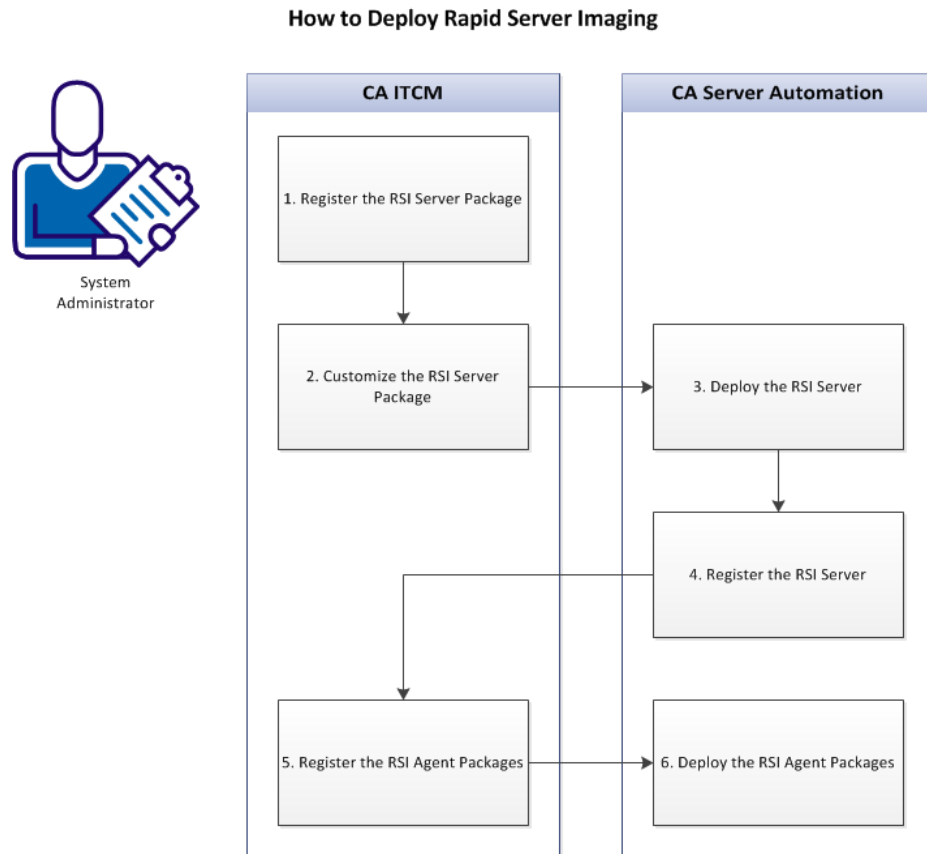 How to Deploy Rapid Server Imaging
CA ITCM
CA Server Automation
System
Administrator
1. Register the RSI Server Package
2. Customize the RSI Server
Package
3. Deploy the RSI Server
4. Register the RSI Server
5. Register the RSI Agent Packages
6. Deploy the RSI Agent Packages